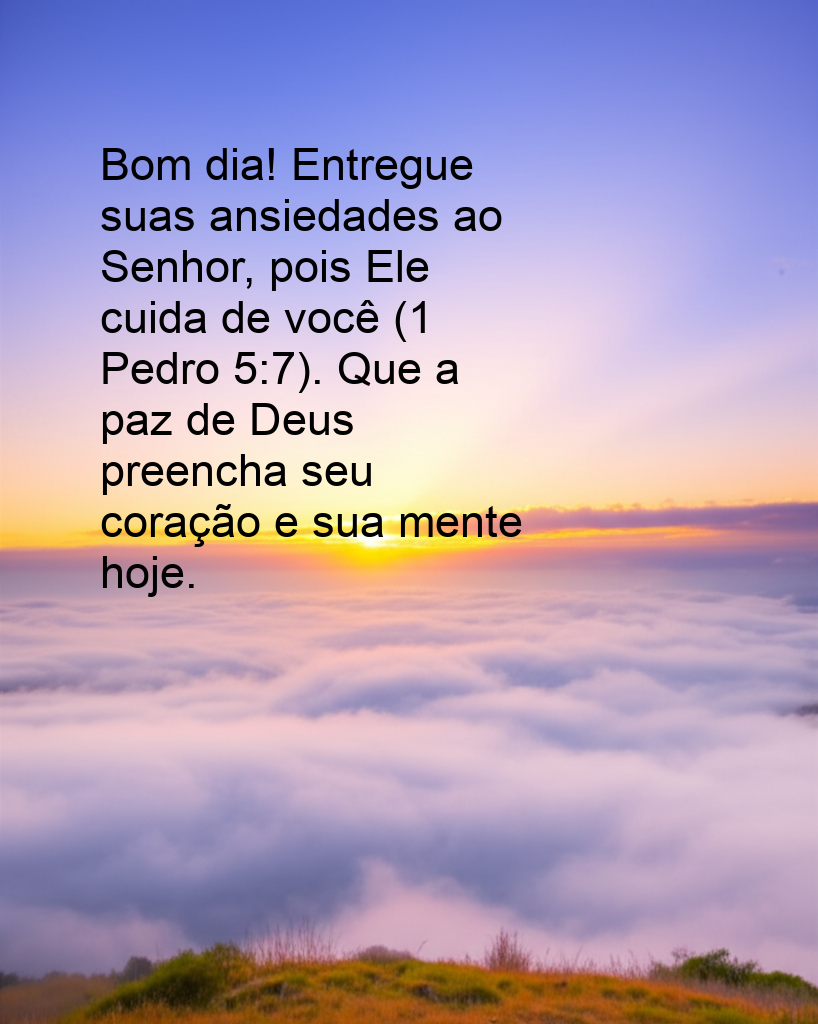 Bom dia! Entregue
suas ansiedades ao
Senhor, pois Ele
cuida de você (1
Pedro 5:7). Que a
paz de Deus
preencha seu
coração e sua mente
hoje.